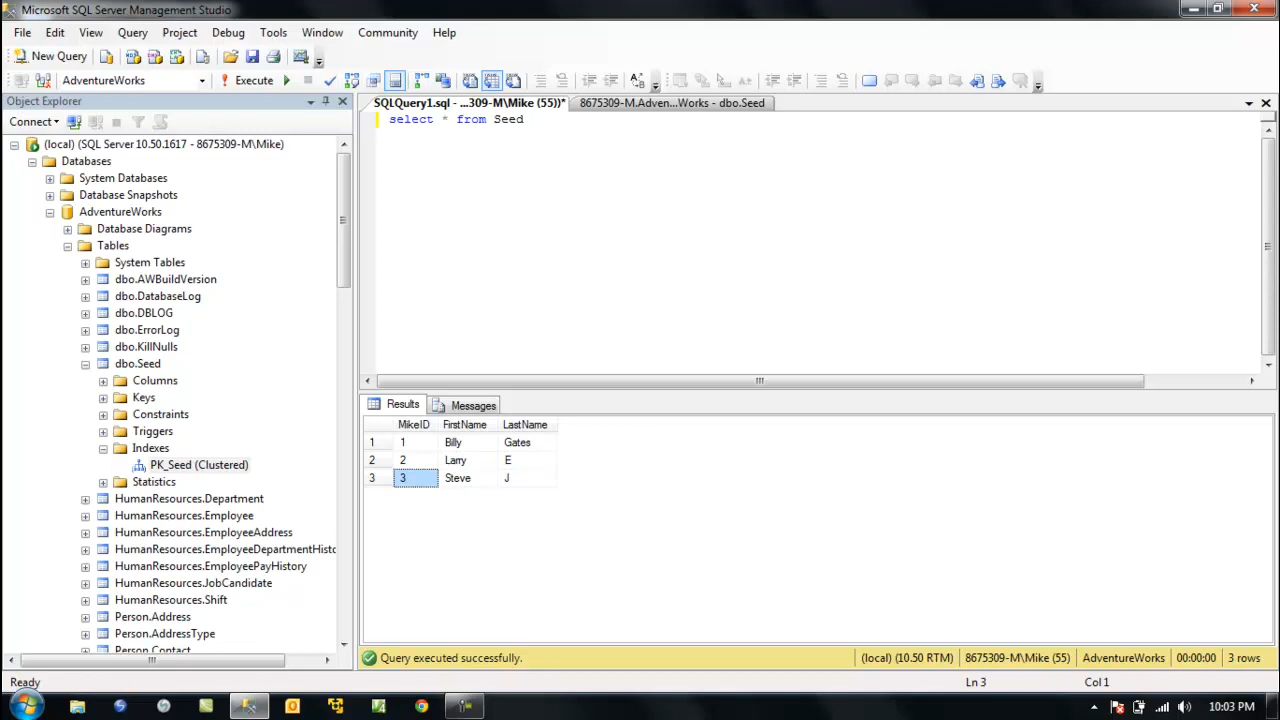 Microsoft SQL Server Management Studio
File Edit View Query Project Debug Tools Window Community Help
New Query
AdventureWorks Execute
Object Explorer
SQLQuery1.sql - ...309-M\Mike (55))* 8675309-M.Adven...Works - dbo.Seed
select * from Seed
Connect
(local) (SQL Server 10.50.1617 - 8675309-M\Mike)
Databases
System Databases
Database Snapshots
AdventureWorks
Database Diagrams
Tables
System Tables
dbo.AWBuildVersion
dbo.DatabaseLog
dbo.DBLOG
dbo.ErrorLog
dbo.KillNulls
dbo.Seed
Columns
Keys
Constraints
Triggers
Indexes
PK_Seed (Clustered)
Statistics
HumanResources.Department
HumanResources.Employee
HumanResources.EmployeeAddress
HumanResources.EmployeeDepartmentHisto
HumanResources.EmployeePayHistory
HumanResources.JobCandidate
HumanResources.Shift
Person.Address
Person.AddressType
Person.Contact
Results Messages
MikeID FirstName LastName
1 1 Billy Gates
2 2 Larry E
3 3 Steve J
Query executed successfully. (local) (10.50 RTM) 8675309-M\Mike (55) AdventureWorks 00:00:00 3 rows
Ready Ln 3 Col 1
10:03 PM